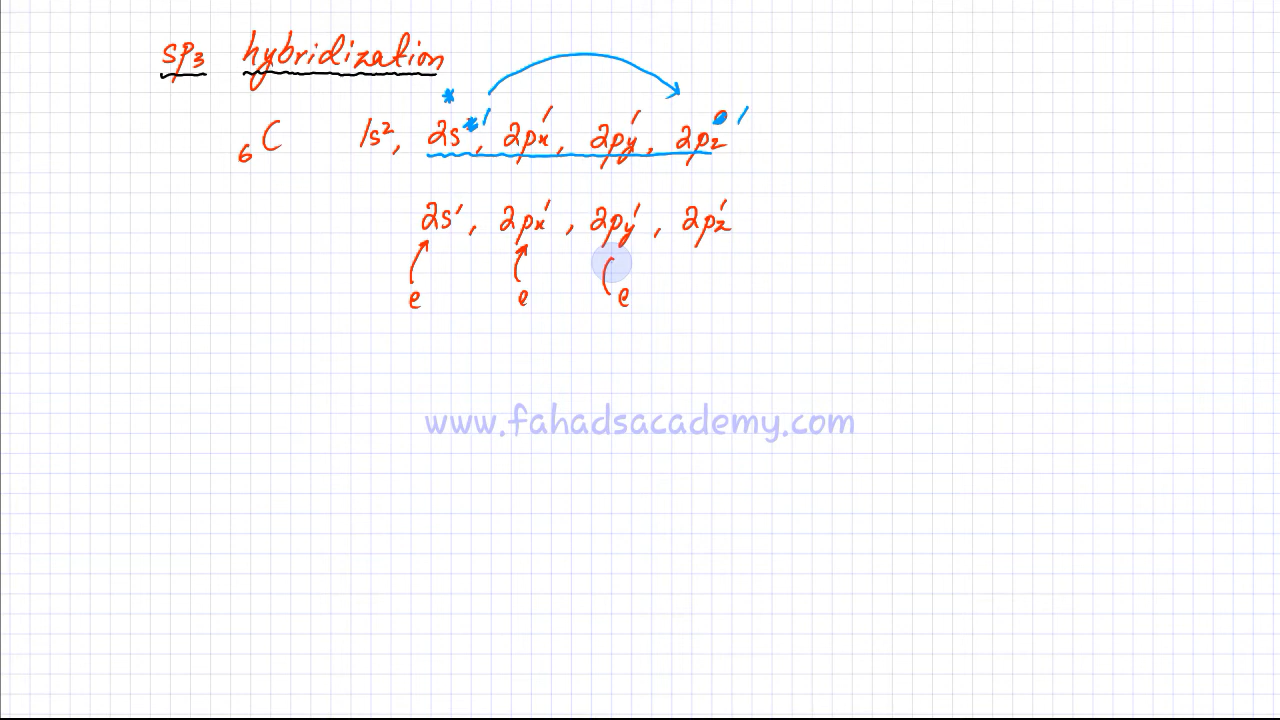 sp₃ hybridization
*
₆C 1s², 2s¹, 2px¹, 2py¹, 2pz¹
2s¹, 2px¹, 2py¹, 2pz¹
e e e
www.fahadsacademy.com